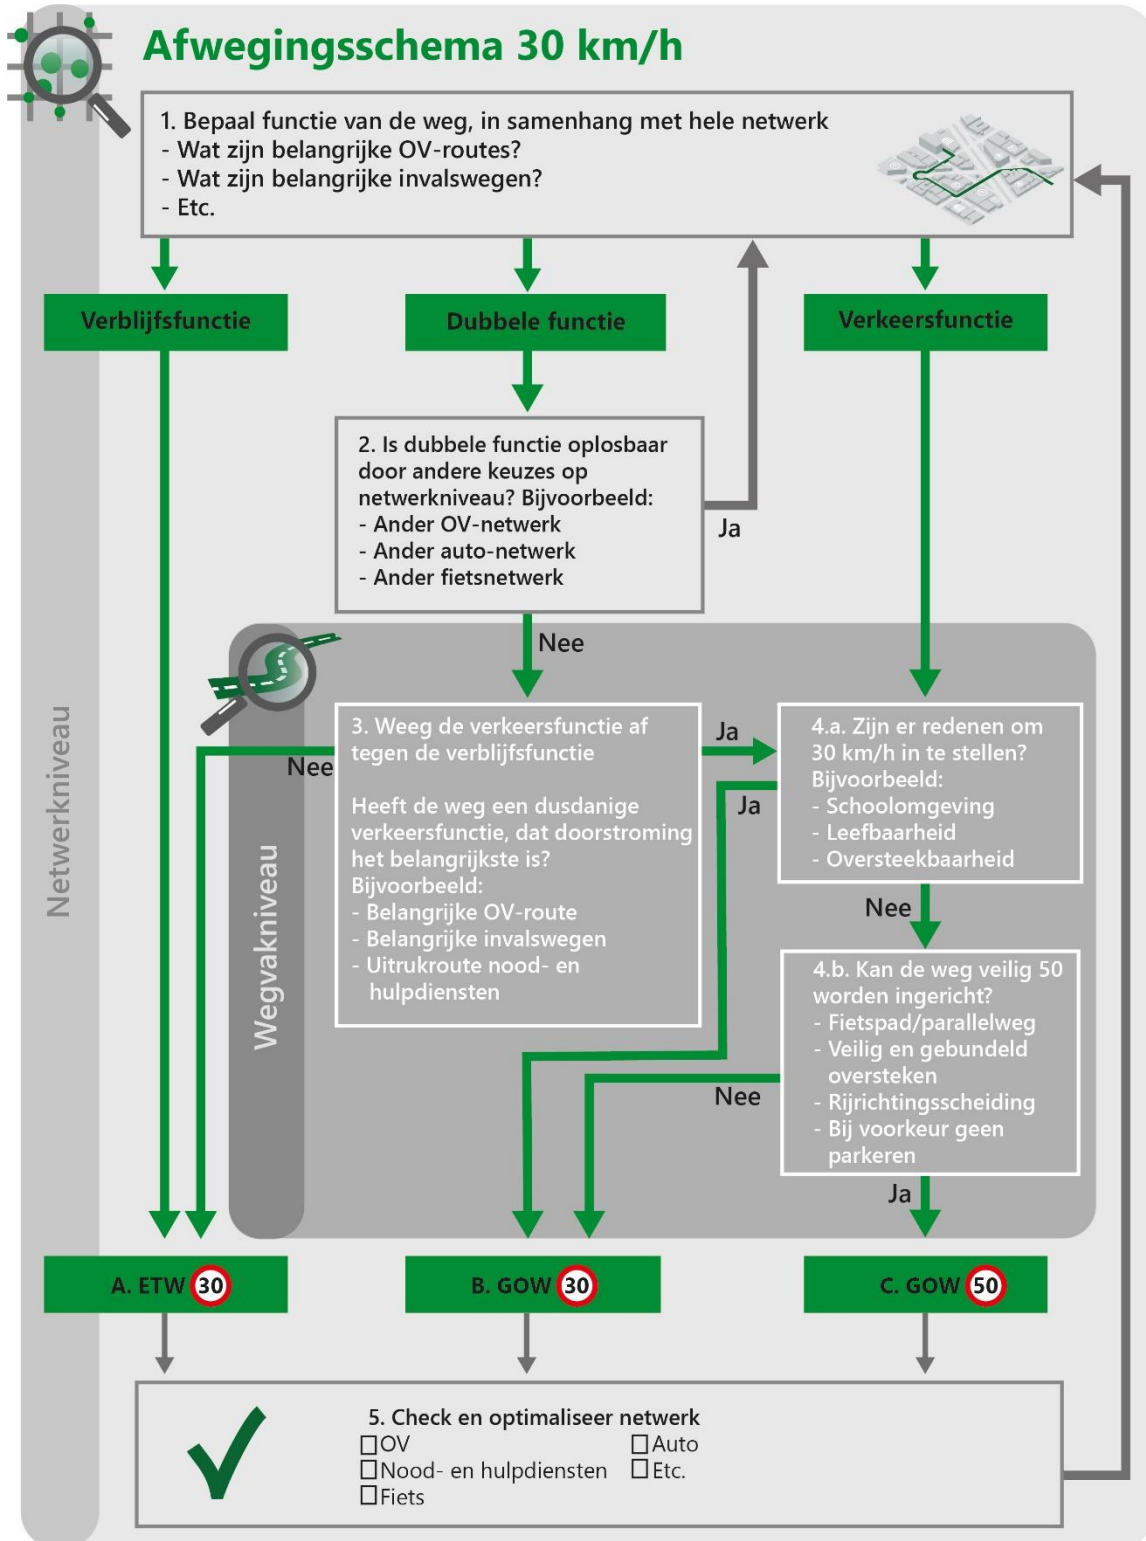 Afwegingsschema 30 km/h
1. Bepaal functie van de weg, in samenhang met hele netwerk
- Wat zijn belangrijke OV-routes?
- Wat zijn belangrijke invalswegen?
- Etc.
Verblijfsfunctie
Dubbele functie
Verkeersfunctie
2. Is dubbele functie oplosbaar
door andere keuzes op
netwerkniveau? Bijvoorbeeld:
- Ander OV-netwerk
- Ander auto-netwerk
- Ander fietsnetwerk
Ja
Nee
Netwerkniveau
Wegvakniveau
3. Weeg de verkeersfunctie af
tegen de verblijfsfunctie
Heeft de weg een dusdanige
verkeersfunctie, dat doorstroming
het belangrijkste is?
Bijvoorbeeld:
- Belangrijke OV-route
- Belangrijke invalswegen
- Uitrukroute nood- en
hulpdiensten
Nee
Ja
4.a. Zijn er redenen om
30 km/h in te stellen?
Bijvoorbeeld:
- Schoolomgeving
- Leefbaarheid
- Oversteekbaarheid
Ja
Nee
4.b. Kan de weg veilig 50
worden ingericht?
- Fietspad/parallelweg
- Veilig en gebundeld
oversteken
- Rijrichtingsscheiding
- Bij voorkeur geen
parkeren
Nee
Ja
A. ETW 30
B. GOW 30
C. GOW 50
5. Check en optimaliseer netwerk
OV
Nood- en hulpdiensten
Fiets
Auto
Etc.